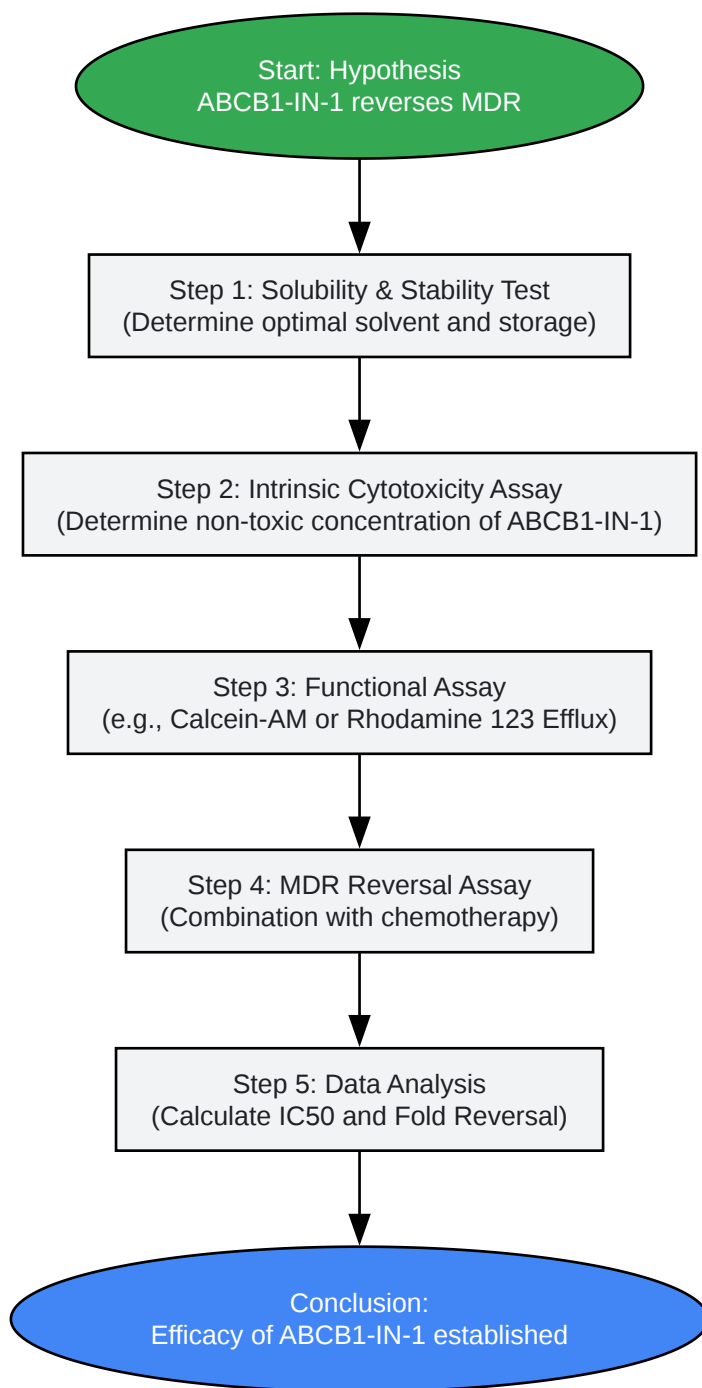 Start: Hypothesis
ABCB1-IN-1 reverses MDR
Step 1: Solubility & Stability Test
(Determine optimal solvent and storage)
Step 2: Intrinsic Cytotoxicity Assay
(Determine non-toxic concentration of ABCB1-IN-1)
Step 3: Functional Assay
(e.g., Calcein-AM or Rhodamine 123 Efflux)
Step 4: MDR Reversal Assay
(Combination with chemotherapy)
Step 5: Data Analysis
(Calculate IC50 and Fold Reversal)
Conclusion:
Efficacy of ABCB1-IN-1 established